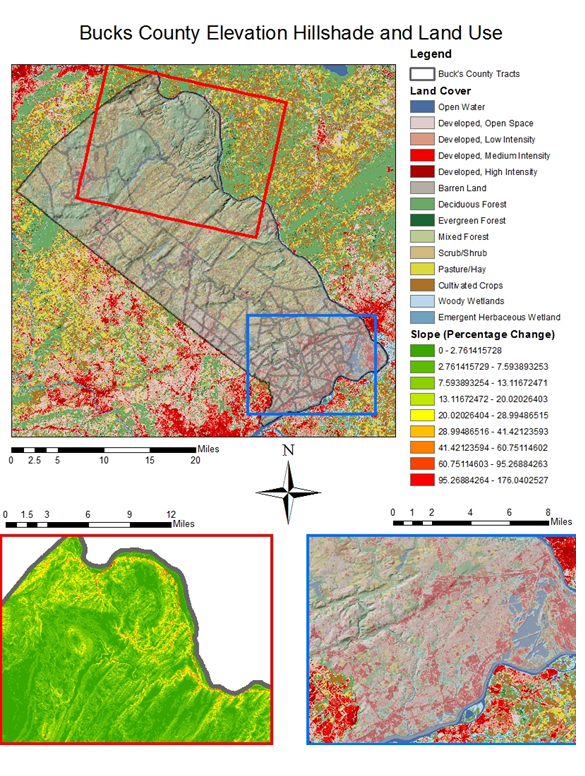 Bucks County Elevation Hillshade and Land Use
Legend
Buck's County Tracts
Land Cover
Open Water
Developed, Open Space
Developed, Low Intensity
Developed, Medium Intensity
Developed, High Intensity
Barren Land
Deciduous Forest
Evergreen Forest
Mixed Forest
Scrub/Shrub
Pasture/Hay
Cultivated Crops
Woody Wetlands
Emergent Herbaceous Wetland
Slope (Percentage Change)
0 - 2.761415728
2.761415729 - 7.593893253
7.593893254 - 13.11672471
13.11672472 - 20.02026403
20.02026404 - 28.99486515
28.99486516 - 41.42123593
41.42123594 - 60.75114602
60.75114603 - 95.26884263
95.26884264 - 176.0402527
Miles
0 2.5 5 10 15 20
N
0 1.5 3 6 9 12
Miles
0 1 2 4 6 8
Miles